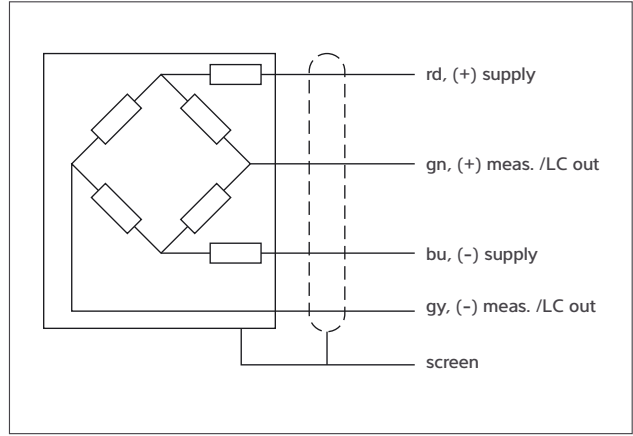 rd, (+) supply
gn, (+) meas. /LC out
bu, (-) supply
gy, (-) meas. /LC out
screen